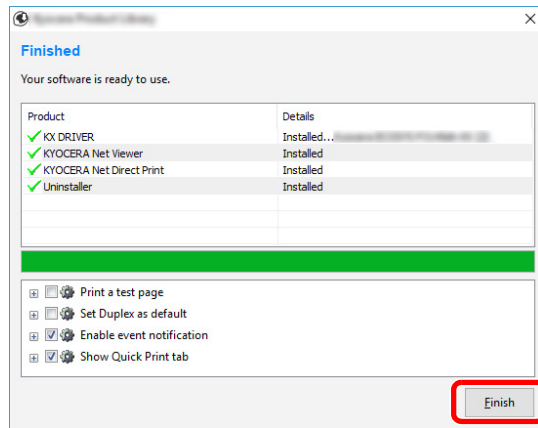 Finished
Your software is ready to use.
Product Details
KX DRIVER Installed...
KYOCERA Net Viewer Installed
KYOCERA Net Direct Print Installed
Uninstaller Installed
Print a test page
Set Duplex as default
Enable event notification
Show Quick Print tab
Finish